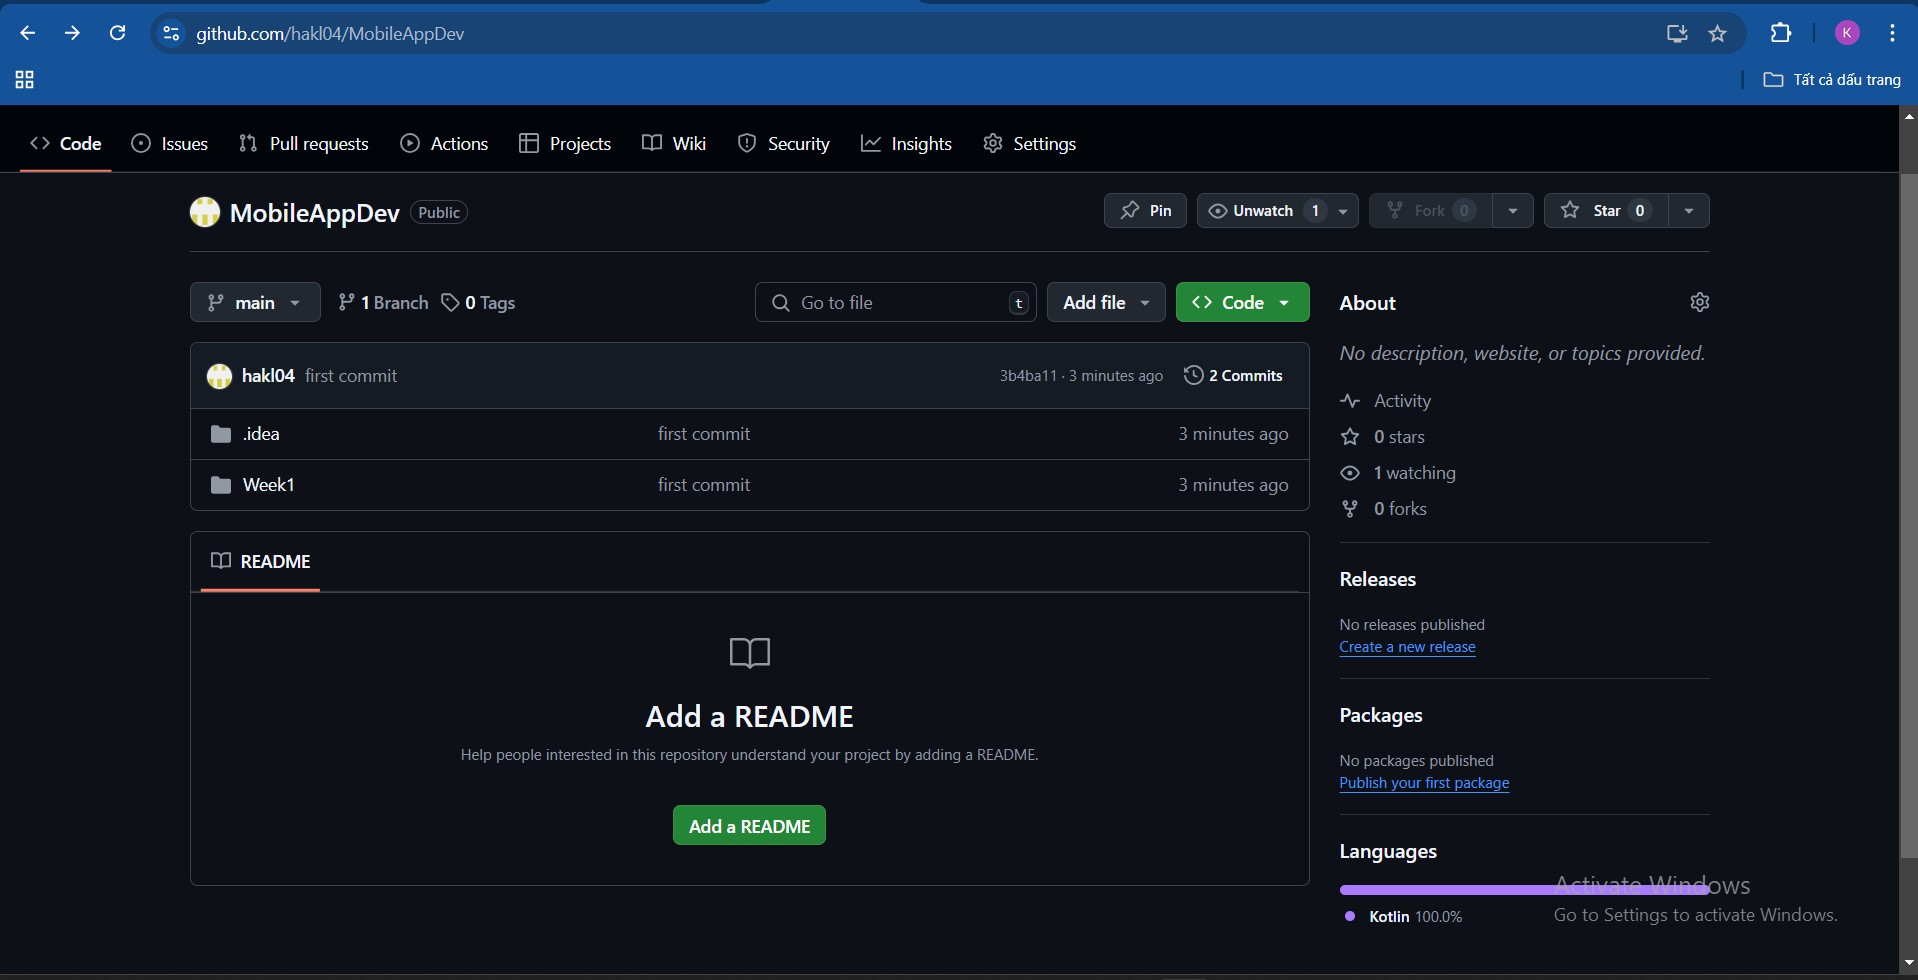 github.com/hakl04/MobileAppDev
K
Tất cả dấu trang
Code Issues Pull requests Actions Projects Wiki Security Insights Settings
MobileAppDev Public
Pin Unwatch 1 Fork 0 Star 0
main 1 Branch 0 Tags
Go to file t Add file Code
hakl04 first commit 3b4ba11 · 3 minutes ago 2 Commits
.idea first commit 3 minutes ago
Week1 first commit 3 minutes ago
README
Add a README
Help people interested in this repository understand your project by adding a README.
Add a README
About
No description, website, or topics provided.
Activity
0 stars
1 watching
0 forks
Releases
No releases published
Create a new release
Packages
No packages published
Publish your first package
Languages
Kotlin 100.0%
Activate Windows
Go to Settings to activate Windows.